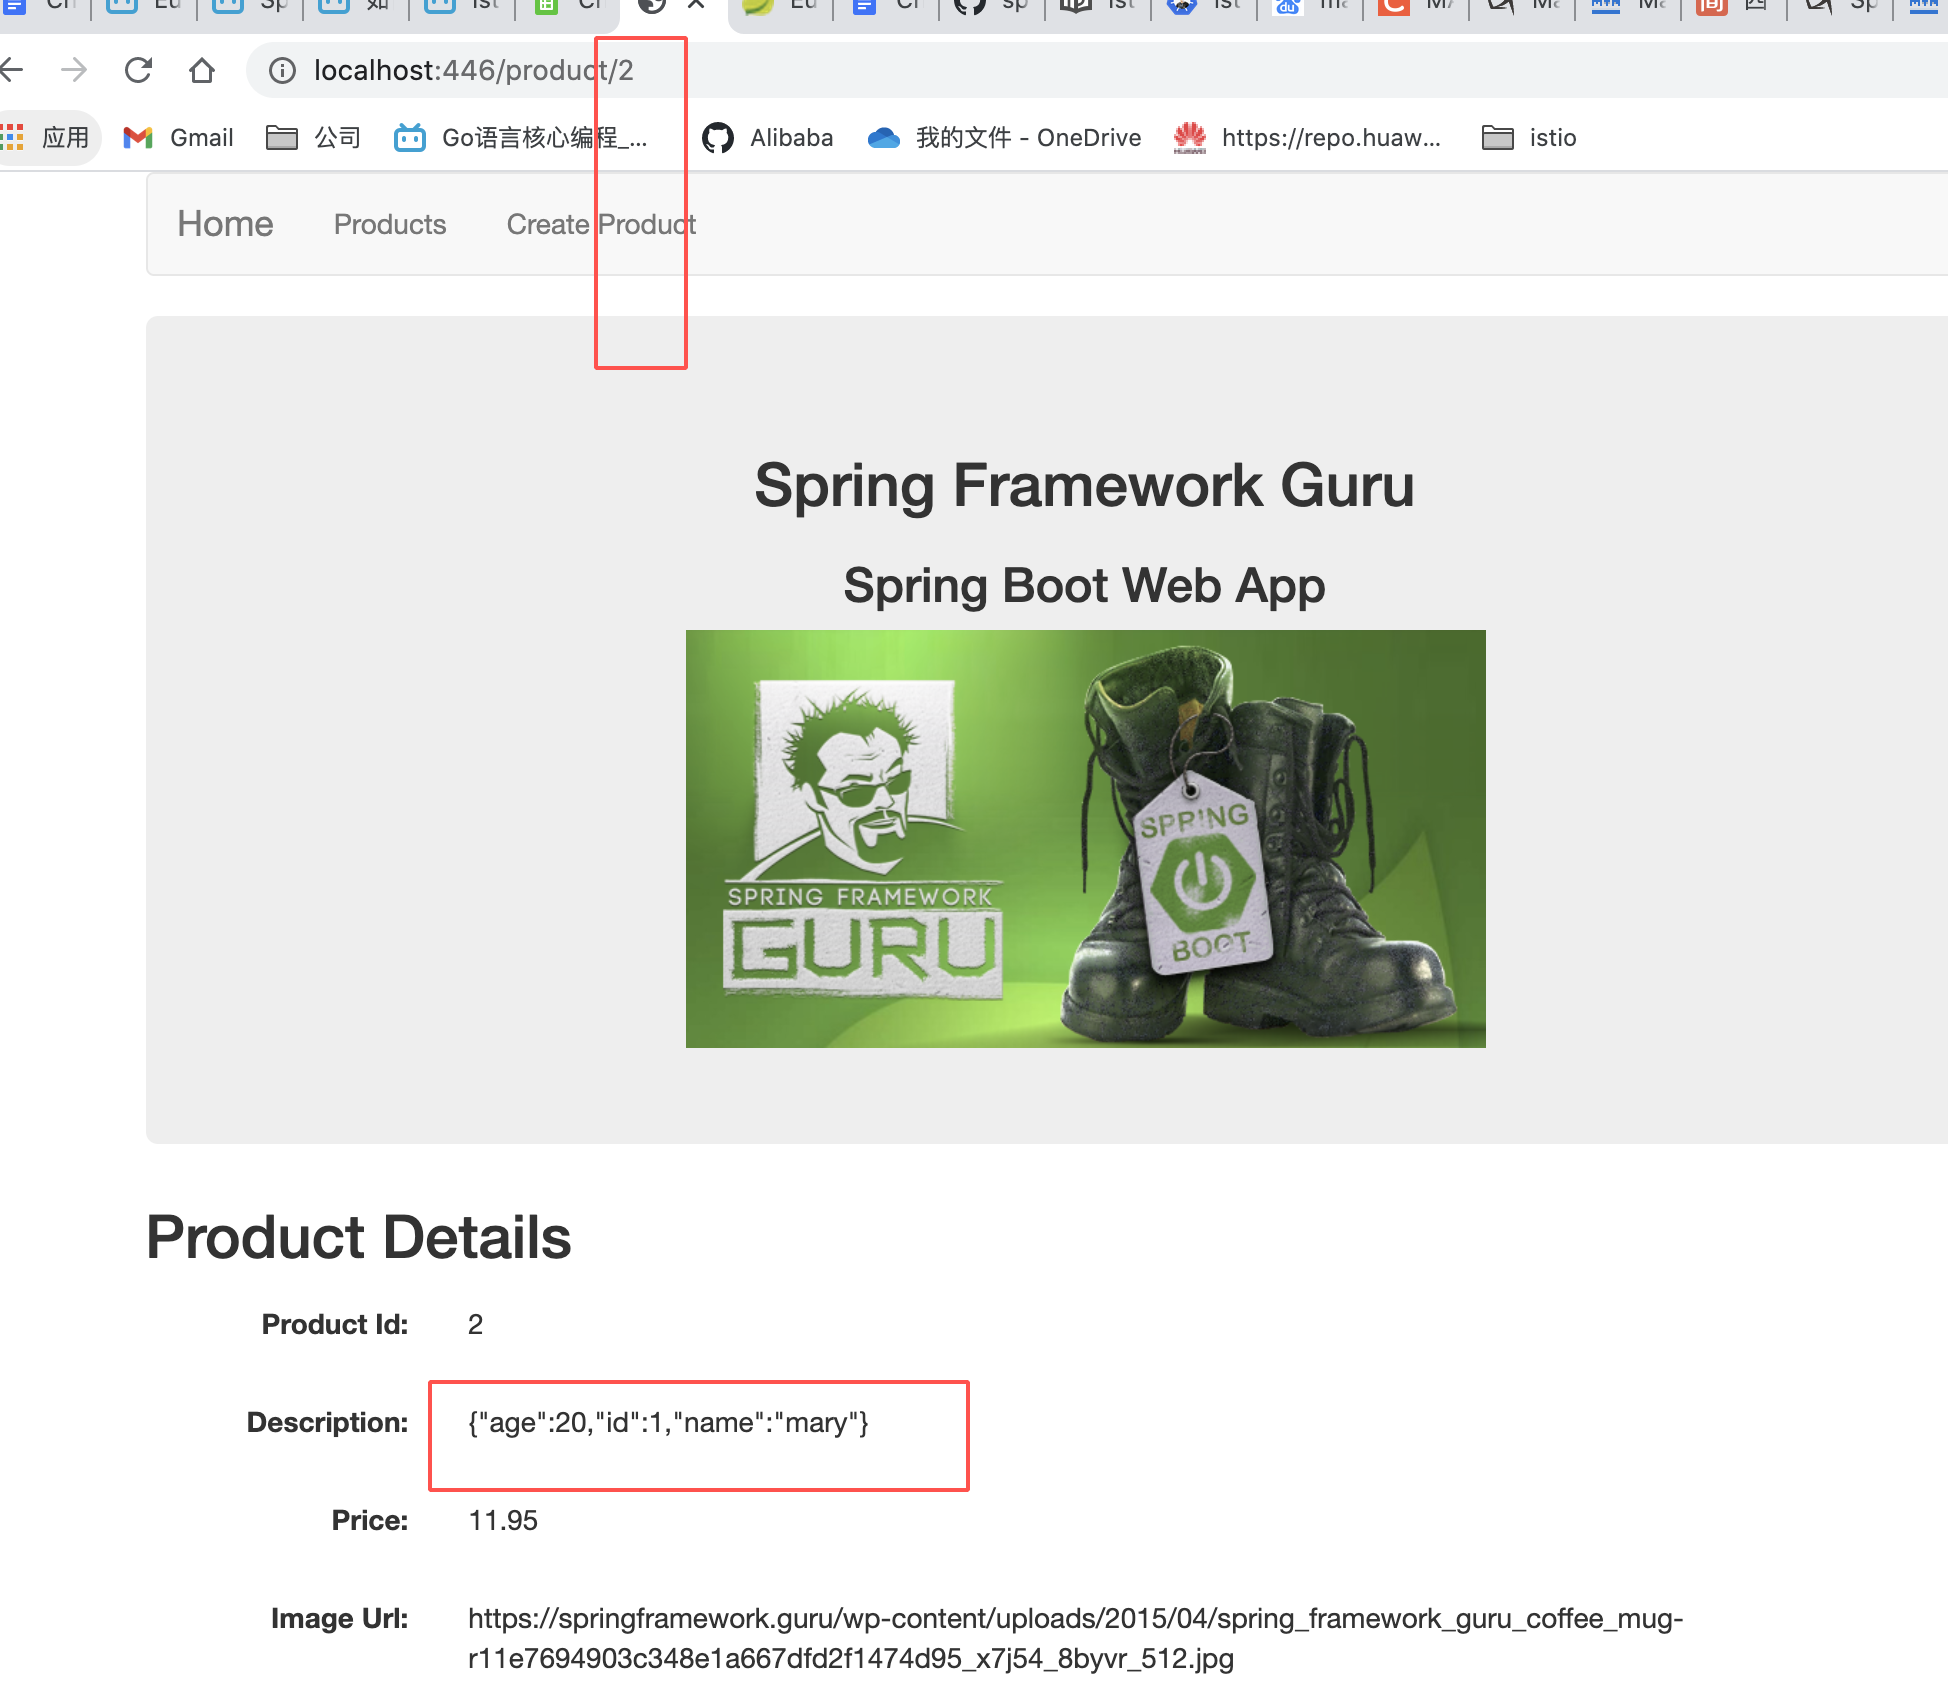 localhost:446/product/2
应用 Gmail 公司 Go语言核心编程_... Alibaba 我的文件 - OneDrive https://repo.huaw... istio
Home Products Create Product
Spring Framework Guru
Spring Boot Web App
SPRING FRAMEWORK
GURU
SPRING
BOOT
Product Details
Product Id: 2
Description: {"age":20,"id":1,"name":"mary"}
Price: 11.95
Image Url: https://springframework.guru/wp-content/uploads/2015/04/spring_framework_guru_coffee_mug-
r11e7694903c348e1a667dfd2f1474d95_x7j54_8byvr_512.jpg